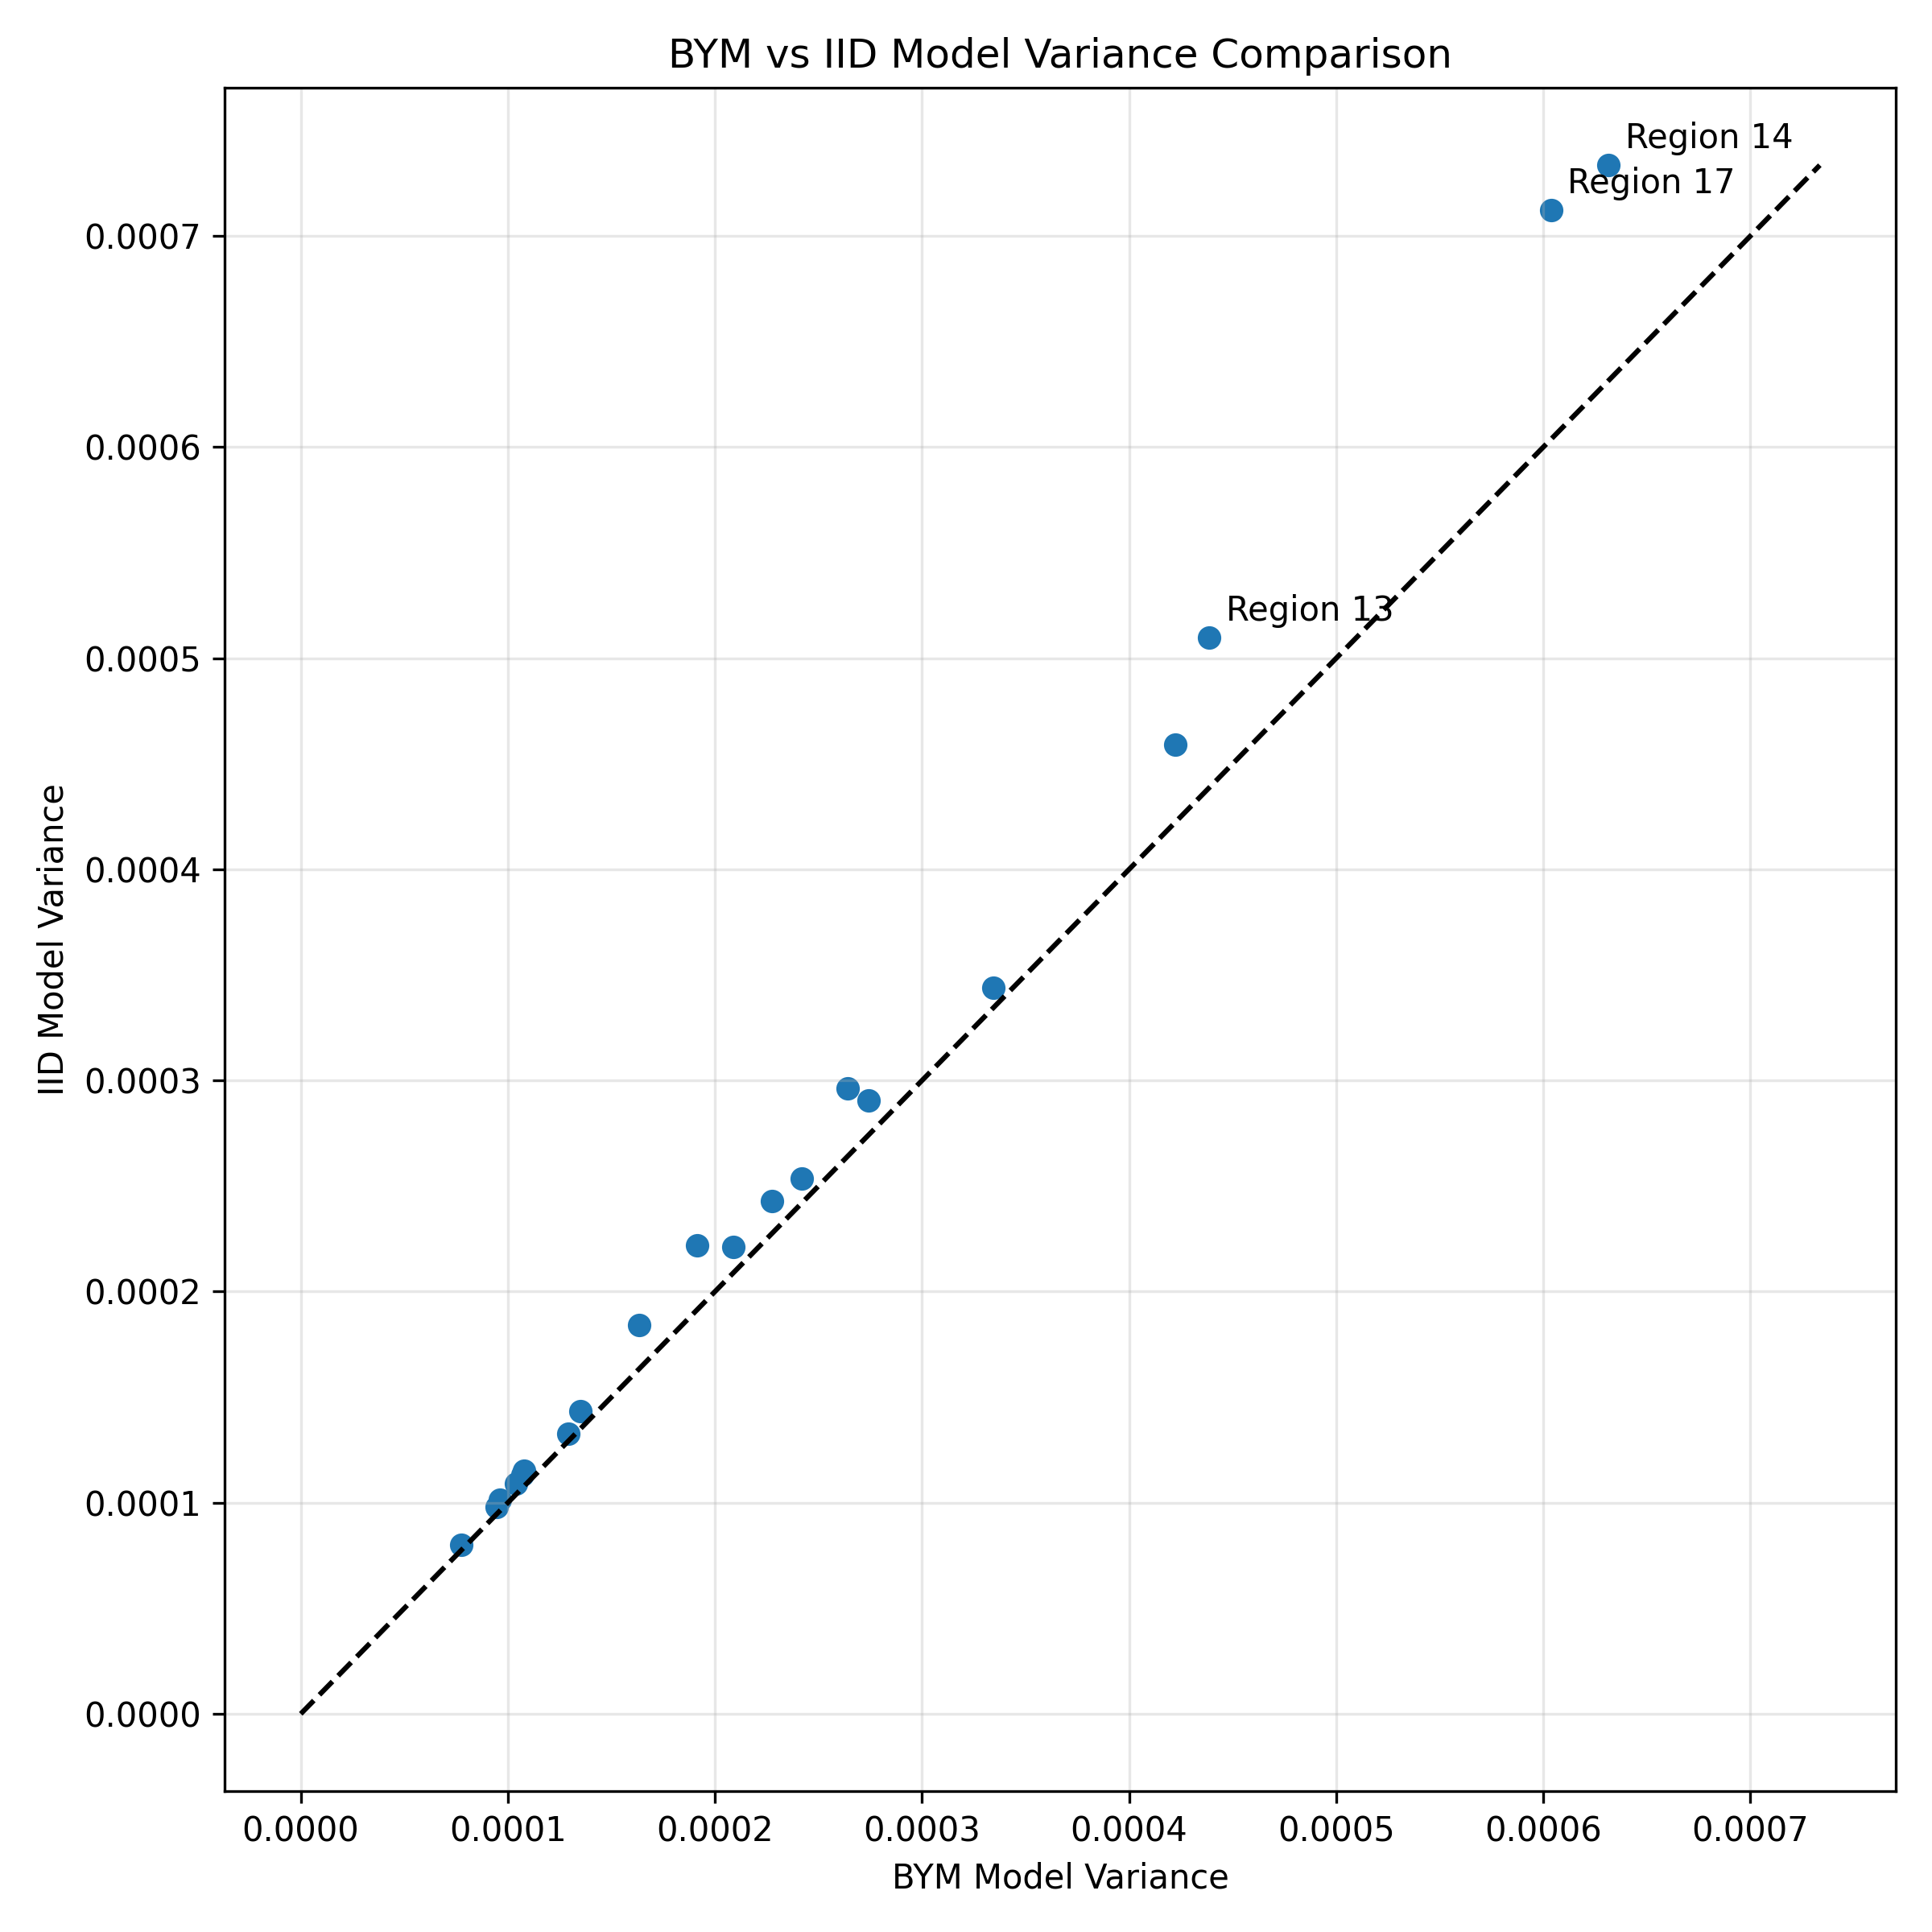 BYM vs IID Model Variance Comparison
Region 14
Region 17
Region 13
0.0007
0.0006
0.0005
0.0004
0.0003
0.0002
0.0001
0.0000
IID Model Variance
0.0000 0.0001 0.0002 0.0003 0.0004 0.0005 0.0006 0.0007
BYM Model Variance